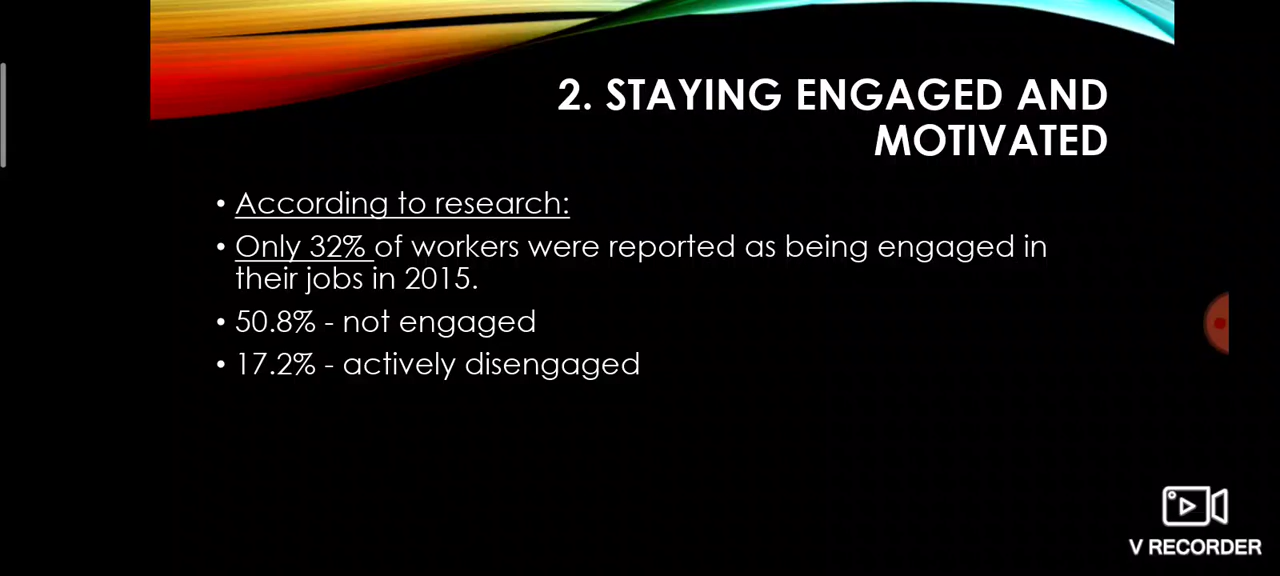 2. STAYING ENGAGED AND
MOTIVATED
• According to research:
• Only 32% of workers were reported as being engaged in
their jobs in 2015.
• 50.8% - not engaged
• 17.2% - actively disengaged
V RECORDER